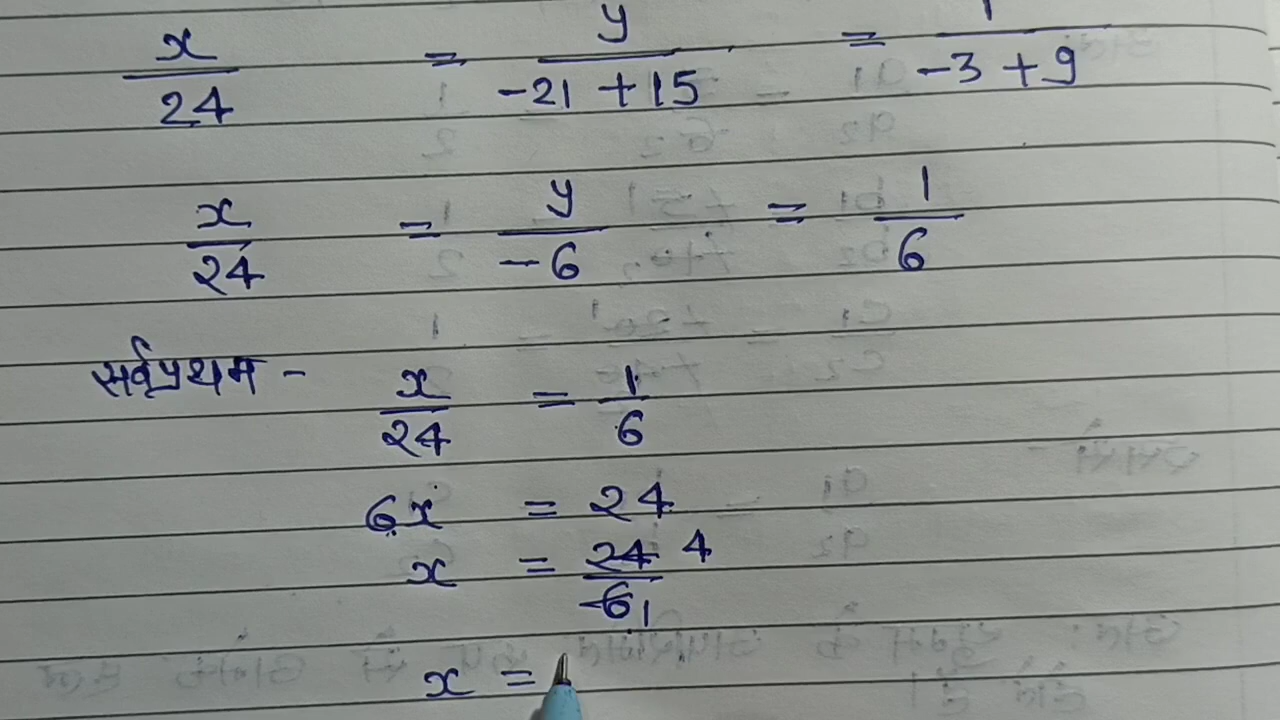 x/24 = y/-21 + 15 = 1/-3 + 9
x/24 = y/-6 = 1/6
सर्वप्रथम - x/24 = 1/6
6x = 24
x = 24/6 4/1
x =